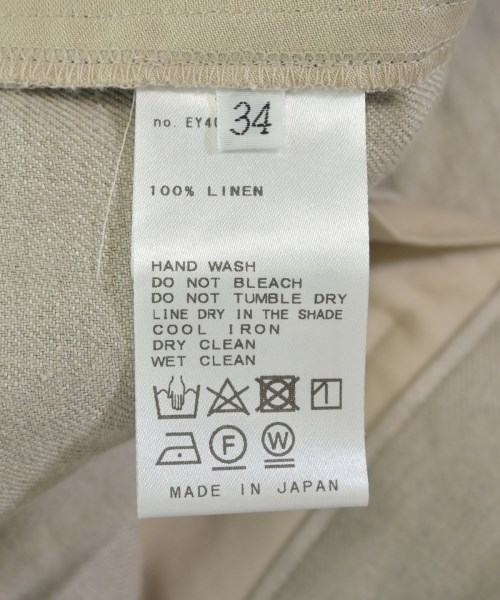 no. EY40
34
100% LINEN
HAND WASH
DO NOT BLEACH
DO NOT TUMBLE DRY
LINE DRY IN THE SHADE
COOL IRON
DRY CLEAN
WET CLEAN
F W
MADE IN JAPAN